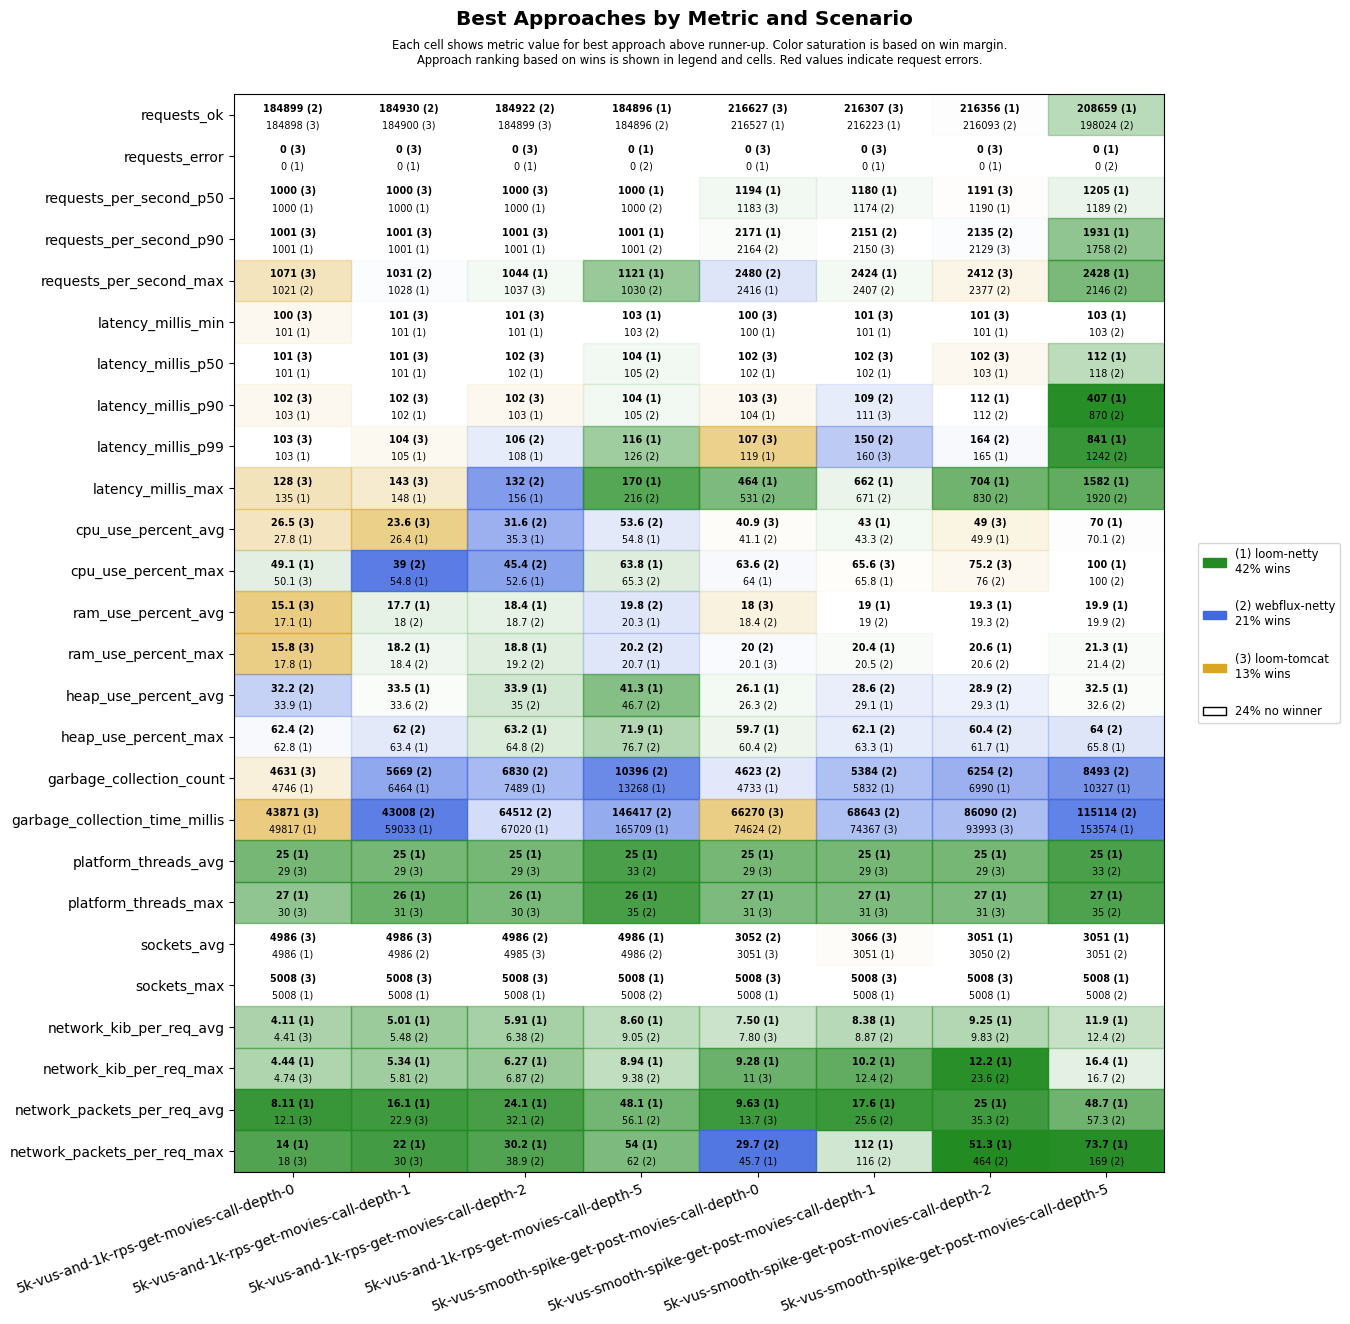 Best Approaches by Metric and Scenario
Each cell shows metric value for best approach above runner-up. Color saturation is based on win margin.
Approach ranking based on wins is shown in legend and cells. Red values indicate request errors.
requests_ok
184899 (2) 184930 (2) 184922 (2) 184896 (1) 216627 (3) 216307 (3) 216356 (1) 208659 (1)
184898 (3) 184900 (3) 184899 (3) 184896 (2) 216527 (1) 216223 (1) 216093 (2) 198024 (2)
requests_error
0 (3) 0 (3) 0 (3) 0 (1) 0 (3) 0 (3) 0 (3) 0 (1)
0 (1) 0 (1) 0 (1) 0 (2) 0 (1) 0 (1) 0 (1) 0 (2)
requests_per_second_p50
1000 (3) 1000 (3) 1000 (3) 1000 (1) 1194 (1) 1180 (1) 1191 (3) 1205 (1)
1000 (1) 1000 (1) 1000 (1) 1000 (2) 1183 (3) 1174 (2) 1190 (1) 1189 (2)
requests_per_second_p90
1001 (3) 1001 (3) 1001 (3) 1001 (1) 2171 (1) 2151 (2) 2135 (2) 1931 (1)
1001 (1) 1001 (1) 1001 (1) 1001 (2) 2164 (2) 2150 (3) 2129 (3) 1758 (2)
requests_per_second_max
1071 (3) 1031 (2) 1044 (1) 1121 (1) 2480 (2) 2424 (1) 2412 (3) 2428 (1)
1021 (2) 1028 (1) 1037 (3) 1030 (2) 2416 (1) 2407 (2) 2377 (2) 2146 (2)
latency_millis_min
100 (3) 101 (3) 101 (3) 103 (1) 100 (3) 101 (3) 101 (3) 103 (1)
101 (1) 101 (1) 101 (1) 103 (2) 100 (1) 101 (1) 101 (1) 103 (2)
latency_millis_p50
101 (3) 101 (3) 102 (3) 104 (1) 102 (3) 102 (3) 102 (3) 112 (1)
101 (1) 101 (1) 102 (1) 105 (2) 102 (1) 102 (1) 103 (1) 118 (2)
latency_millis_p90
102 (3) 102 (3) 102 (3) 104 (1) 103 (3) 109 (2) 112 (1) 407 (1)
103 (1) 102 (1) 103 (1) 105 (2) 104 (1) 111 (3) 112 (2) 870 (2)
latency_millis_p99
103 (3) 104 (3) 106 (2) 116 (1) 107 (3) 150 (2) 164 (2) 841 (1)
103 (1) 105 (1) 108 (1) 126 (2) 119 (1) 160 (3) 165 (1) 1242 (2)
latency_millis_max
128 (3) 143 (3) 132 (2) 170 (1) 464 (1) 662 (1) 704 (1) 1582 (1)
135 (1) 148 (1) 156 (1) 216 (2) 531 (2) 671 (2) 830 (2) 1920 (2)
cpu_use_percent_avg
26.5 (3) 23.6 (3) 31.6 (2) 53.6 (2) 40.9 (3) 43 (1) 49 (3) 70 (1)
27.8 (1) 26.4 (1) 35.3 (1) 54.8 (1) 41.1 (2) 43.3 (2) 49.9 (1) 70.1 (2)
cpu_use_percent_max
49.1 (1) 39 (2) 45.4 (2) 63.8 (1) 63.6 (2) 65.6 (3) 75.2 (3) 100 (1)
50.1 (3) 54.8 (1) 52.6 (1) 65.3 (2) 64 (1) 65.8 (1) 76 (2) 100 (2)
ram_use_percent_avg
15.1 (3) 17.7 (1) 18.4 (1) 19.8 (2) 18 (3) 19 (1) 19.3 (1) 19.9 (1)
17.1 (1) 18 (2) 18.7 (2) 20.3 (1) 18.4 (2) 19 (2) 19.3 (2) 19.9 (2)
ram_use_percent_max
15.8 (3) 18.2 (1) 18.8 (1) 20.2 (2) 20 (2) 20.4 (1) 20.6 (1) 21.3 (1)
17.8 (1) 18.4 (2) 19.2 (2) 20.7 (1) 20.1 (3) 20.5 (2) 20.6 (2) 21.4 (2)
heap_use_percent_avg
32.2 (2) 33.5 (1) 33.9 (1) 41.3 (1) 26.1 (1) 28.6 (2) 28.9 (2) 32.5 (1)
33.9 (1) 33.6 (2) 35 (2) 46.7 (2) 26.3 (2) 29.1 (1) 29.3 (1) 32.6 (2)
heap_use_percent_max
62.4 (2) 62 (2) 63.2 (1) 71.9 (1) 59.7 (1) 62.1 (2) 60.4 (2) 64 (2)
62.8 (1) 63.4 (1) 64.8 (2) 76.7 (2) 60.4 (2) 63.3 (1) 61.7 (1) 65.8 (1)
garbage_collection_count
4631 (3) 5669 (2) 6830 (2) 10396 (2) 4623 (2) 5384 (2) 6254 (2) 8493 (2)
4746 (1) 6464 (1) 7489 (1) 13268 (1) 4733 (1) 5832 (1) 6990 (1) 10327 (1)
garbage_collection_time_millis
43871 (3) 43008 (2) 64512 (2) 146417 (2) 66270 (3) 68643 (2) 86090 (2) 115114 (2)
49817 (1) 59033 (1) 67020 (1) 165709 (1) 74624 (2) 74367 (3) 93993 (3) 153574 (1)
platform_threads_avg
25 (1) 25 (1) 25 (1) 25 (1) 25 (1) 25 (1) 25 (1) 25 (1)
29 (3) 29 (3) 29 (3) 33 (2) 29 (3) 29 (3) 29 (3) 33 (2)
platform_threads_max
27 (1) 26 (1) 26 (1) 26 (1) 27 (1) 27 (1) 27 (1) 27 (1)
30 (3) 31 (3) 30 (3) 35 (2) 31 (3) 31 (3) 31 (3) 35 (2)
sockets_avg
4986 (3) 4986 (3) 4986 (2) 4986 (1) 3052 (2) 3066 (3) 3051 (1) 3051 (1)
4986 (1) 4986 (2) 4985 (3) 4986 (2) 3051 (3) 3051 (1) 3050 (2) 3051 (2)
sockets_max
5008 (3) 5008 (3) 5008 (3) 5008 (1) 5008 (3) 5008 (3) 5008 (3) 5008 (1)
5008 (1) 5008 (1) 5008 (1) 5008 (2) 5008 (1) 5008 (1) 5008 (1) 5008 (2)
network_kib_per_req_avg
4.11 (1) 5.01 (1) 5.91 (1) 8.60 (1) 7.50 (1) 8.38 (1) 9.25 (1) 11.9 (1)
4.41 (3) 5.48 (2) 6.38 (2) 9.05 (2) 7.80 (3) 8.87 (2) 9.83 (2) 12.4 (2)
network_kib_per_req_max
4.44 (1) 5.34 (1) 6.27 (1) 8.94 (1) 9.28 (1) 10.2 (1) 12.2 (1) 16.4 (1)
4.74 (3) 5.81 (2) 6.87 (2) 9.38 (2) 11 (3) 12.4 (2) 23.6 (2) 16.7 (2)
network_packets_per_req_avg
8.11 (1) 16.1 (1) 24.1 (1) 48.1 (1) 9.63 (1) 17.6 (1) 25 (1) 48.7 (1)
12.1 (3) 22.9 (3) 32.1 (2) 56.1 (2) 13.7 (3) 25.6 (2) 35.3 (2) 57.3 (2)
network_packets_per_req_max
14 (1) 22 (1) 30.2 (1) 54 (1) 29.7 (2) 112 (1) 51.3 (1) 73.7 (1)
18 (3) 30 (3) 38.9 (2) 62 (2) 45.7 (1) 116 (2) 464 (2) 169 (2)
5k-vus-and-1k-rps-get-movies-call-depth-0
5k-vus-and-1k-rps-get-movies-call-depth-1
5k-vus-and-1k-rps-get-movies-call-depth-2
5k-vus-and-1k-rps-get-movies-call-depth-5
5k-vus-smooth-spike-get-post-movies-call-depth-0
5k-vus-smooth-spike-get-post-movies-call-depth-1
5k-vus-smooth-spike-get-post-movies-call-depth-2
5k-vus-smooth-spike-get-post-movies-call-depth-5
(1) loom-netty
42% wins
(2) webflux-netty
21% wins
(3) loom-tomcat
13% wins
24% no winner